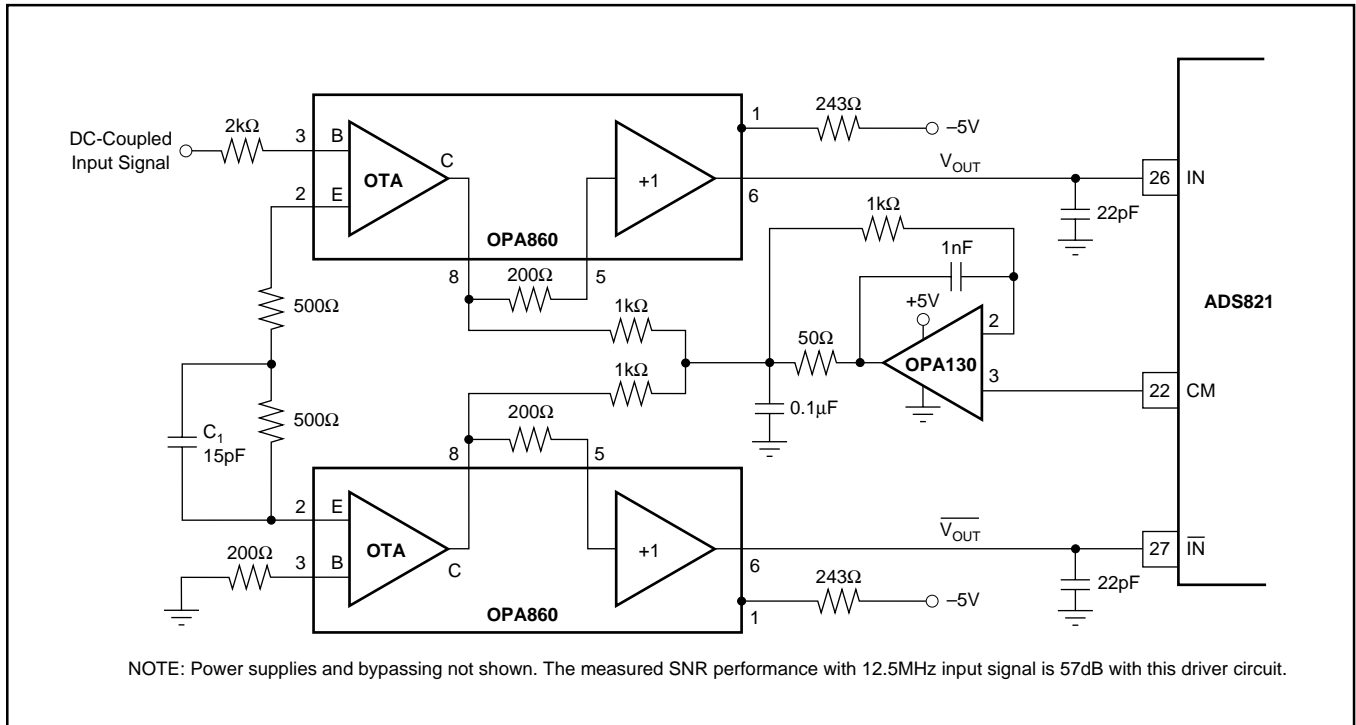 DC-Coupled
Input Signal
2kΩ
3
B
2
E
OTA
C
+1
OPA860
1
243Ω
–5V
V_OUT
6
26
IN
22pF
8
200Ω
5
1kΩ
1nF
+5V
2
500Ω
1kΩ
50Ω
OPA130
ADS821
1kΩ
3
22
CM
0.1µF
C₁
15pF
500Ω
200Ω
8
5
2
E
OTA
200Ω
3
B
C
+1
OPA860
V_OUT
6
27
IN
243Ω
–5V
1
22pF
NOTE: Power supplies and bypassing not shown. The measured SNR performance with 12.5MHz input signal is 57dB with this driver circuit.